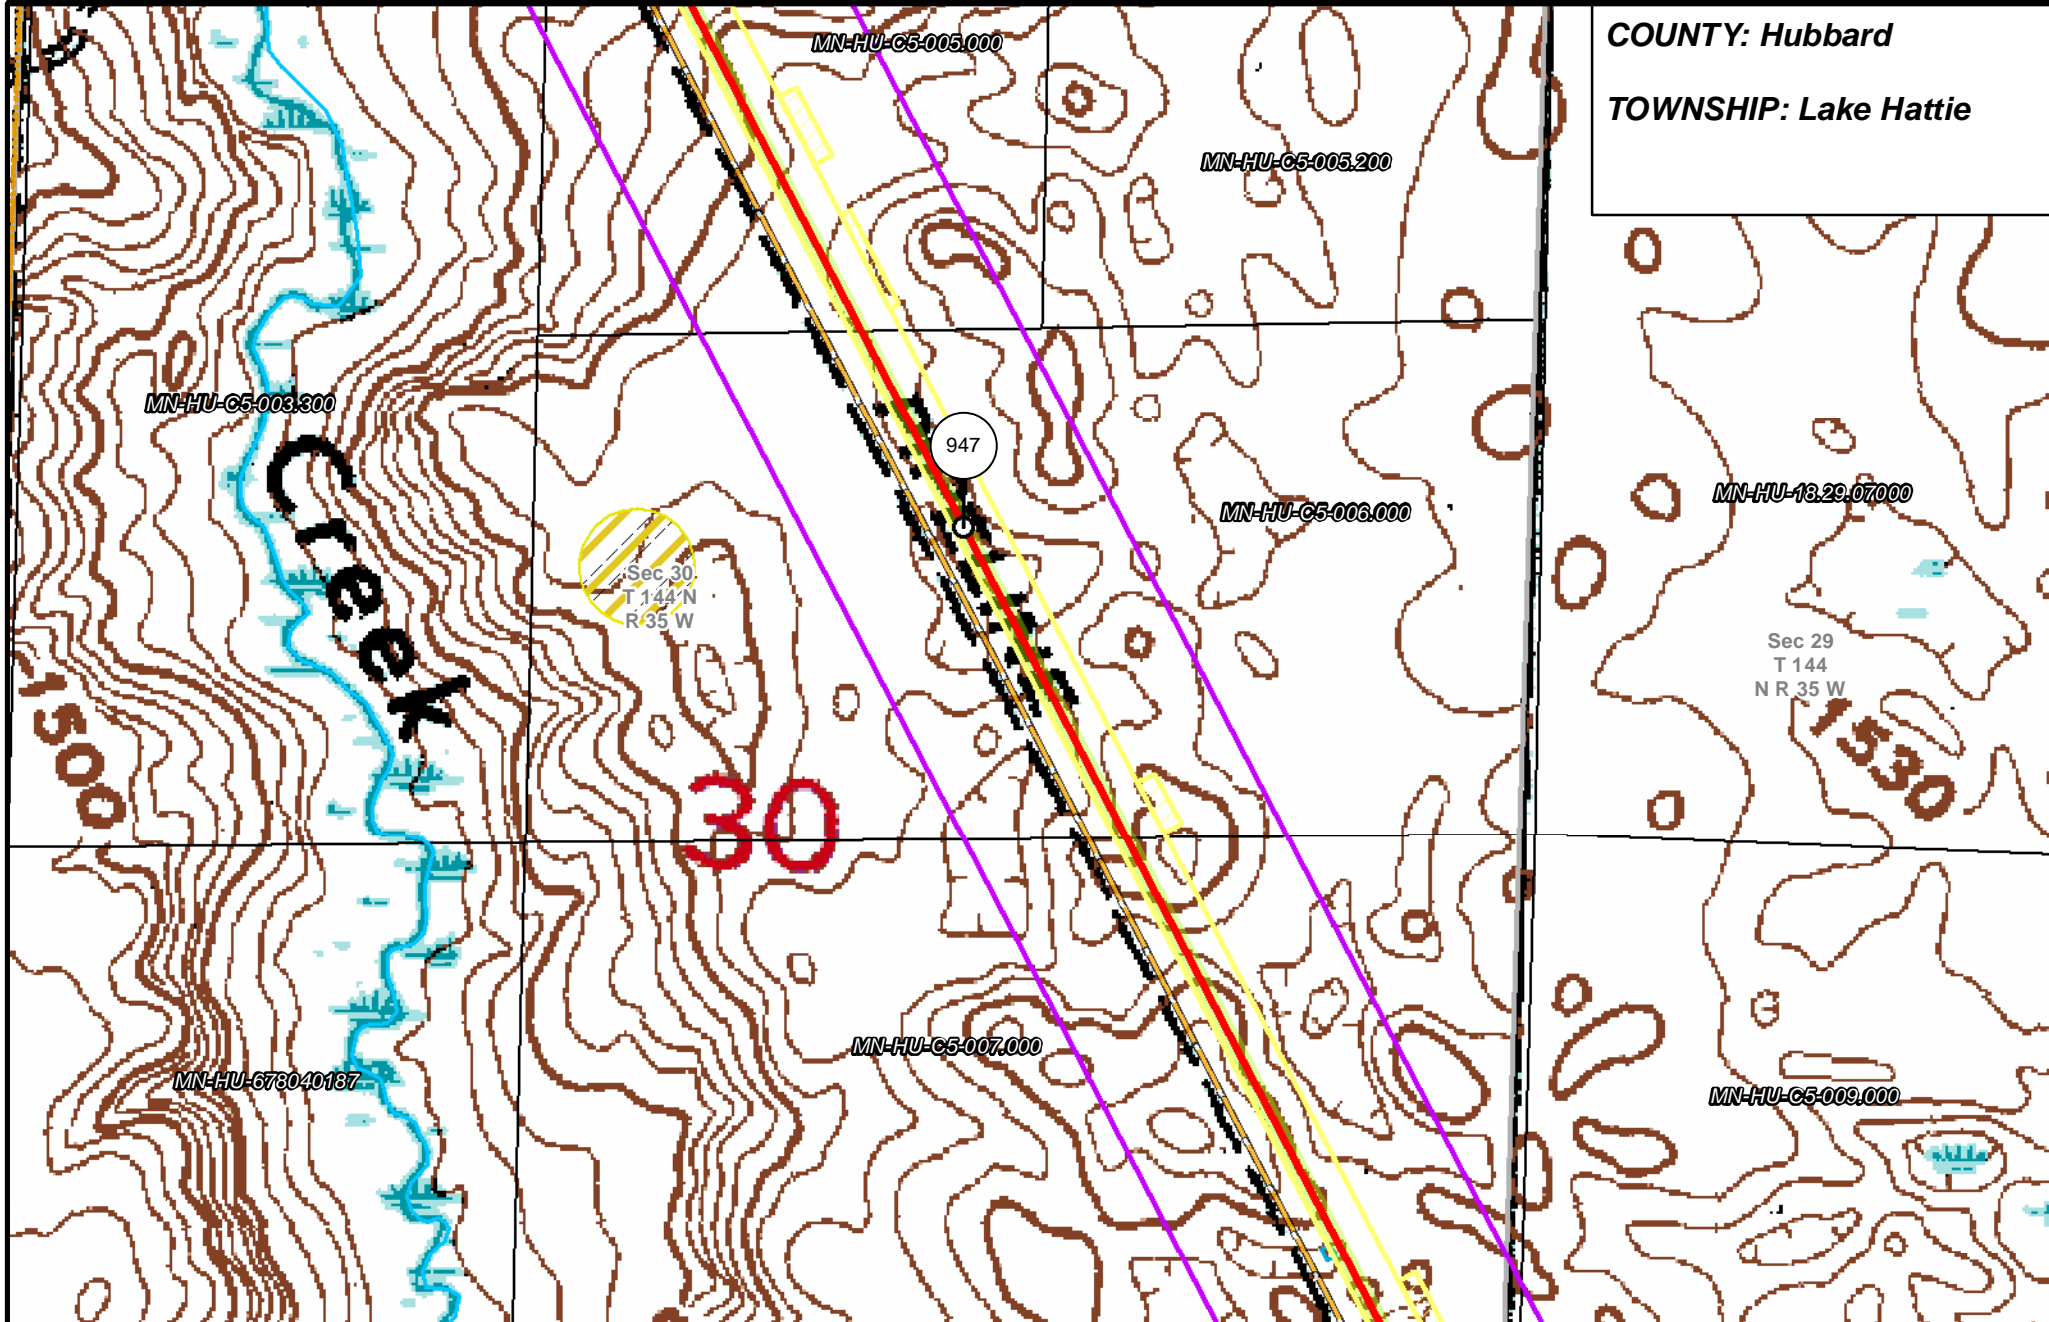 COUNTY: Hubbard
MN-HU-C5-005.000
TOWNSHIP: Lake Hattie
MN-HU-C5-005.200
MN-HU-C5-003.300
947
MN-HU-18.29.07000
MN-HU-C5-006.000
Creek
Sec 30
T 144 N
R 35 W
Sec 29
T 144
N R 35 W
1500
1530
30
MN-HU-C5-007.000
MN-HU-678040187
MN-HU-C5-009.000